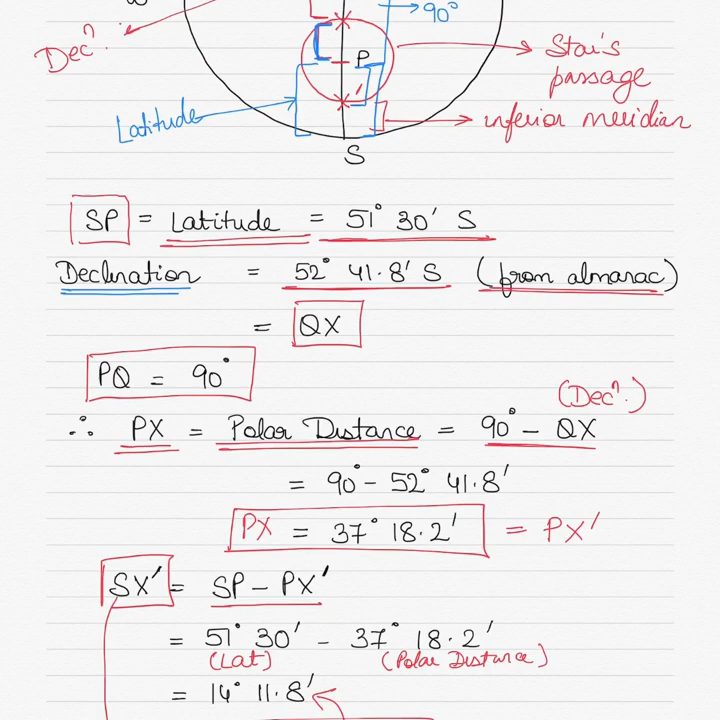 90°
Decⁿ.
P
Star's
passage
Latitude
inferior meridian
S
SP = Latitude = 51° 30' S
Declination = 52° 41.8' S (from almanac)
= QX
PQ = 90°
(Decⁿ.)
∴ PX = Polar Distance = 90° - QX
= 90° - 52° 41.8'
PX = 37° 18.2' = PX'
SX' = SP - PX'
= 51° 30' - 37° 18.2'
(Lat) (Polar Distance)
= 14° 11.8'